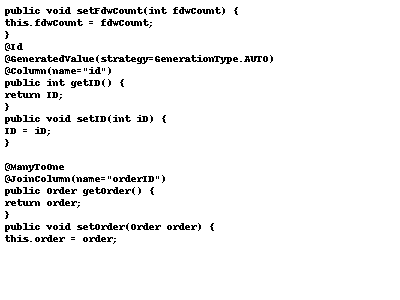 public void setFdwCount(int fdwCount) {
this.fdwCount = fdwCount;
}
@Id
@GeneratedValue(strategy=GenerationType.AUTO)
@Column(name="id")
public int getID() {
return ID;
}
public void setID(int iD) {
ID = iD;
}
@ManyToOne
@JoinColumn(name="orderID")
public Order getOrder() {
return order;
}
public void setOrder(Order order) {
this.order = order;